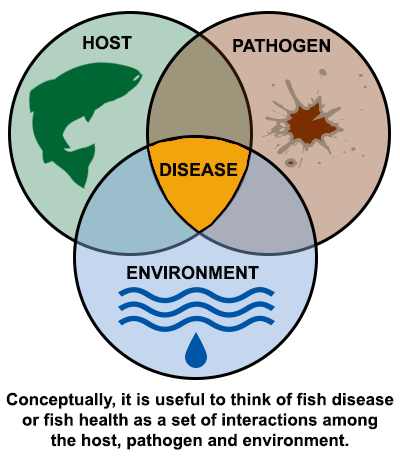 HOST
PATHOGEN
DISEASE
ENVIRONMENT
Conceptually, it is useful to think of fish disease
or fish health as a set of interactions among
the host, pathogen and environment.